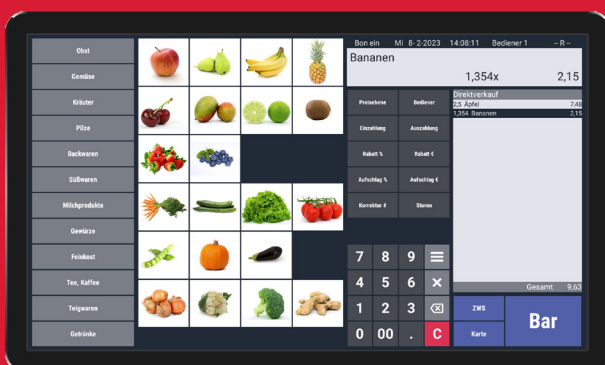 Bon ein Mi 8- 2-2023 14:08:11 Bediener 1 – R –
Bananen
1,354x 2,15
Obst
Gemüse
Kräuter
Pilze
Backwaren
Süßwaren
Milchprodukte
Gewürze
Feinkost
Tee, Kaffee
Teigwaren
Getränke
Preisebene Bediener
Einzahlung Auszahlung
Rabatt % Rabatt €
Aufschlag % Aufschlag €
Korrektur # Storno
Direktverkauf
2,5 Äpfel 7,48
1,354 Bananen 2,15
Gesamt 9,63
7 8 9
4 5 6 ×
1 2 3
0 00 . C
ZWS
Karte
Bar